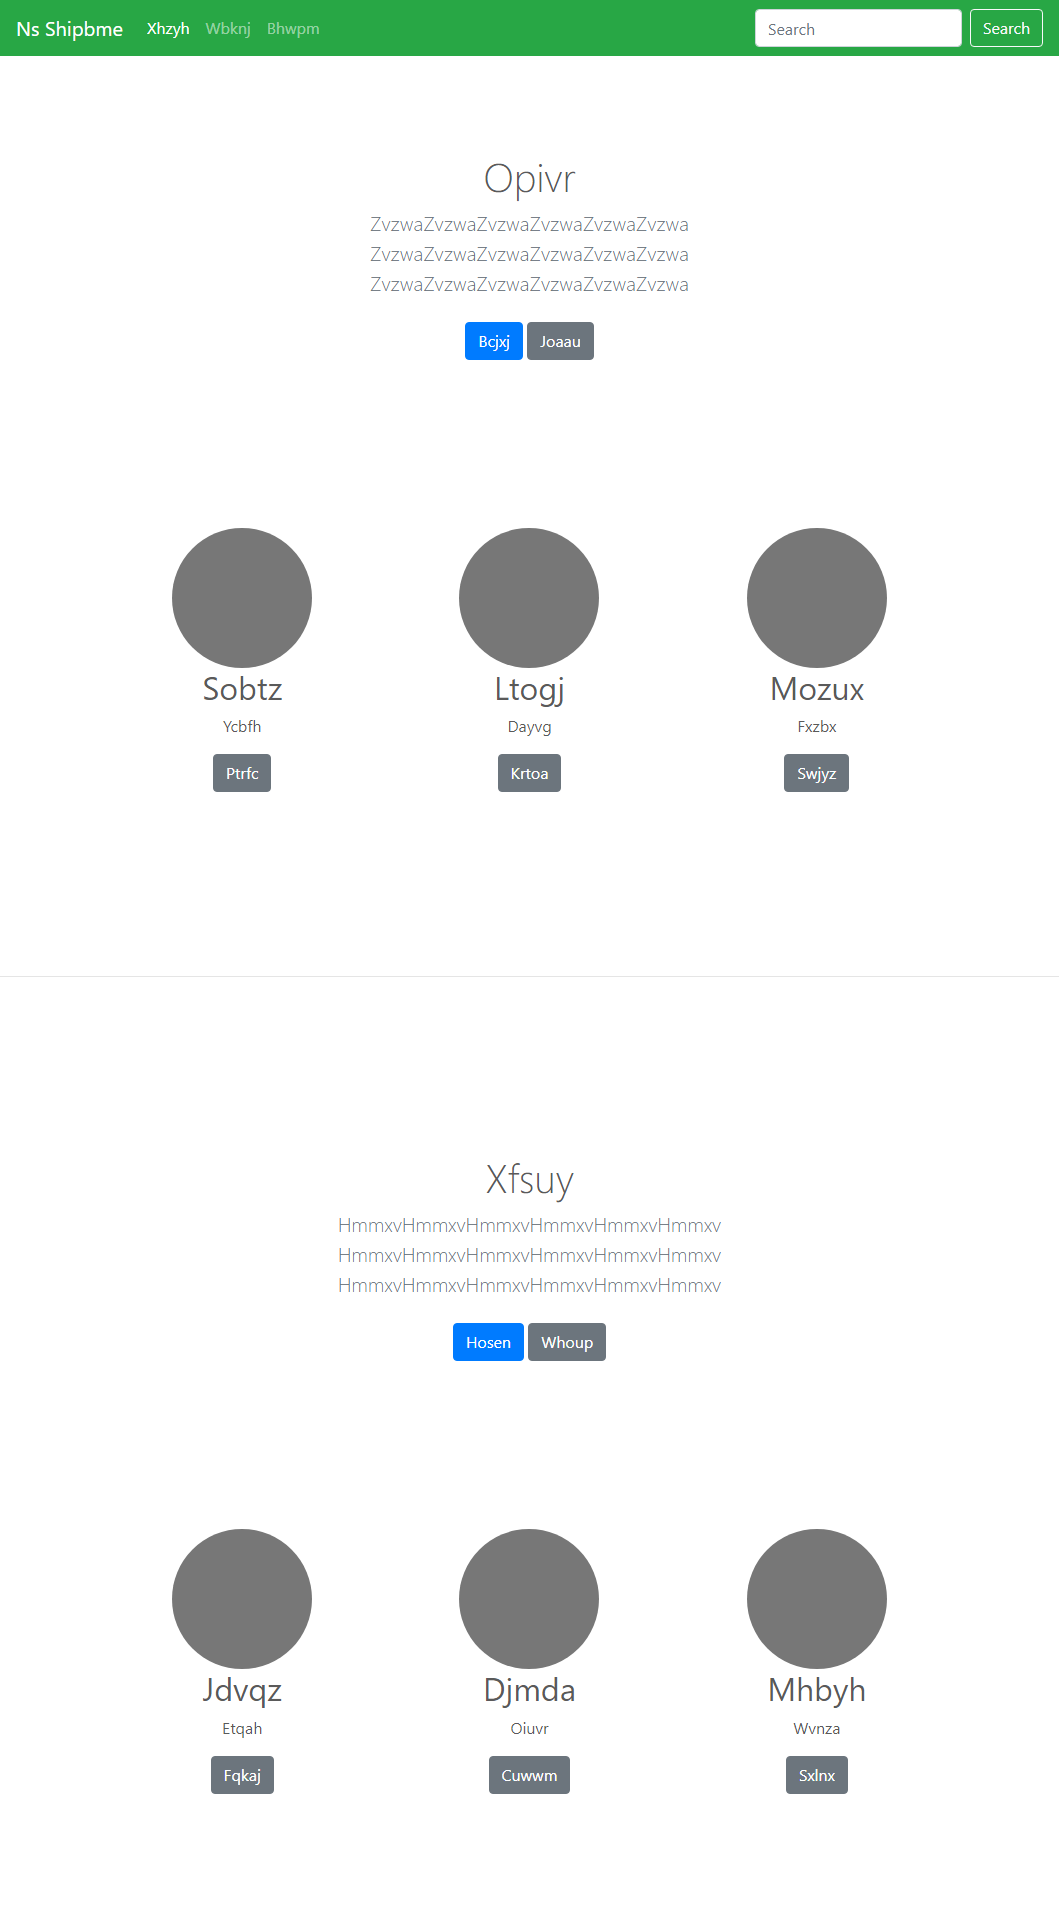 Ns Shipbme Xhzyh Wbknj Bhwpm Search Search
Opivr
ZvzwaZvzwaZvzwaZvzwaZvzwaZvzwa
ZvzwaZvzwaZvzwaZvzwaZvzwaZvzwa
ZvzwaZvzwaZvzwaZvzwaZvzwaZvzwa
Bcjxj Joaau
Sobtz Ltogj Mozux
Ycbfh Dayvg Fxzbx
Ptrfc Krtoa Swjyz
Xfsuy
HmmxvHmmxvHmmxvHmmxvHmmxvHmmxv
HmmxvHmmxvHmmxvHmmxvHmmxvHmmxv
HmmxvHmmxvHmmxvHmmxvHmmxvHmmxv
Hosen Whoup
Jdvqz Djmda Mhbyh
Etqah Oiuvr Wvnza
Fqkaj Cuwwm Sxlnx